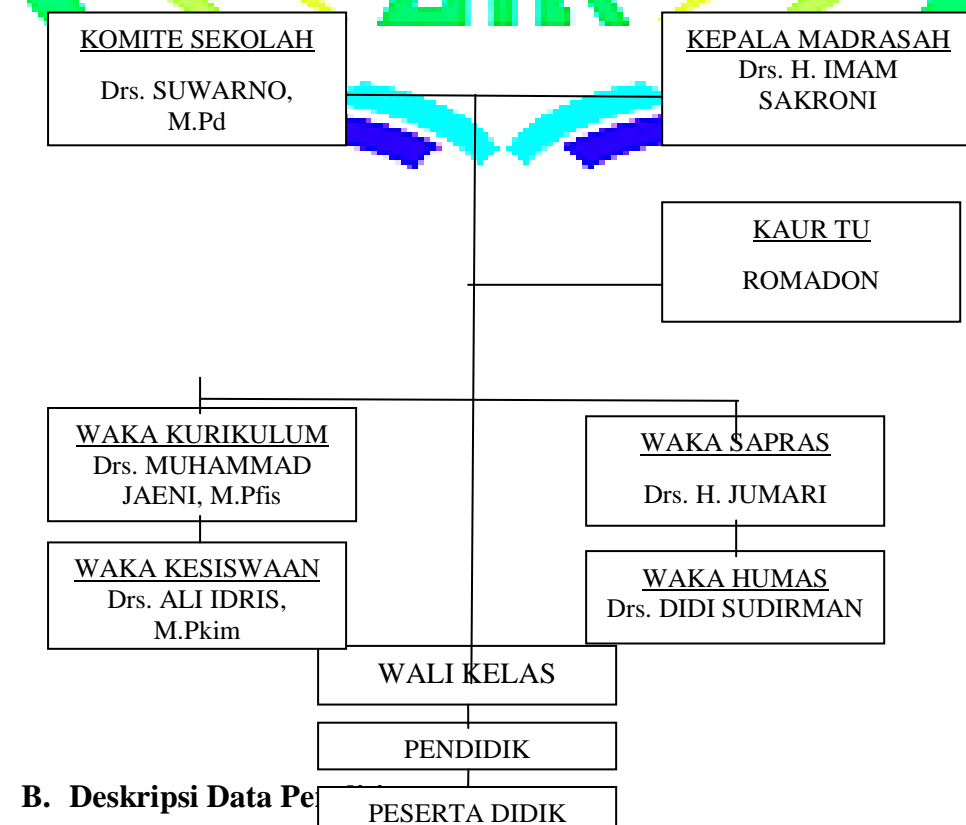 KOMITE SEKOLAH
Drs. SUWARNO,
M.Pd
KEPALA MADRASAH
Drs. H. IMAM
SAKRONI
KAUR TU
ROMADON
WAKA KURIKULUM
Drs. MUHAMMAD
JAENI, M.Pfis
WAKA SAPRAS
Drs. H. JUMARI
WAKA KESISWAAN
Drs. ALI IDRIS,
M.Pkim
WAKA HUMAS
Drs. DIDI SUDIRMAN
WALI KELAS
PENDIDIK
B. Deskripsi Data
PESERTA DIDIK